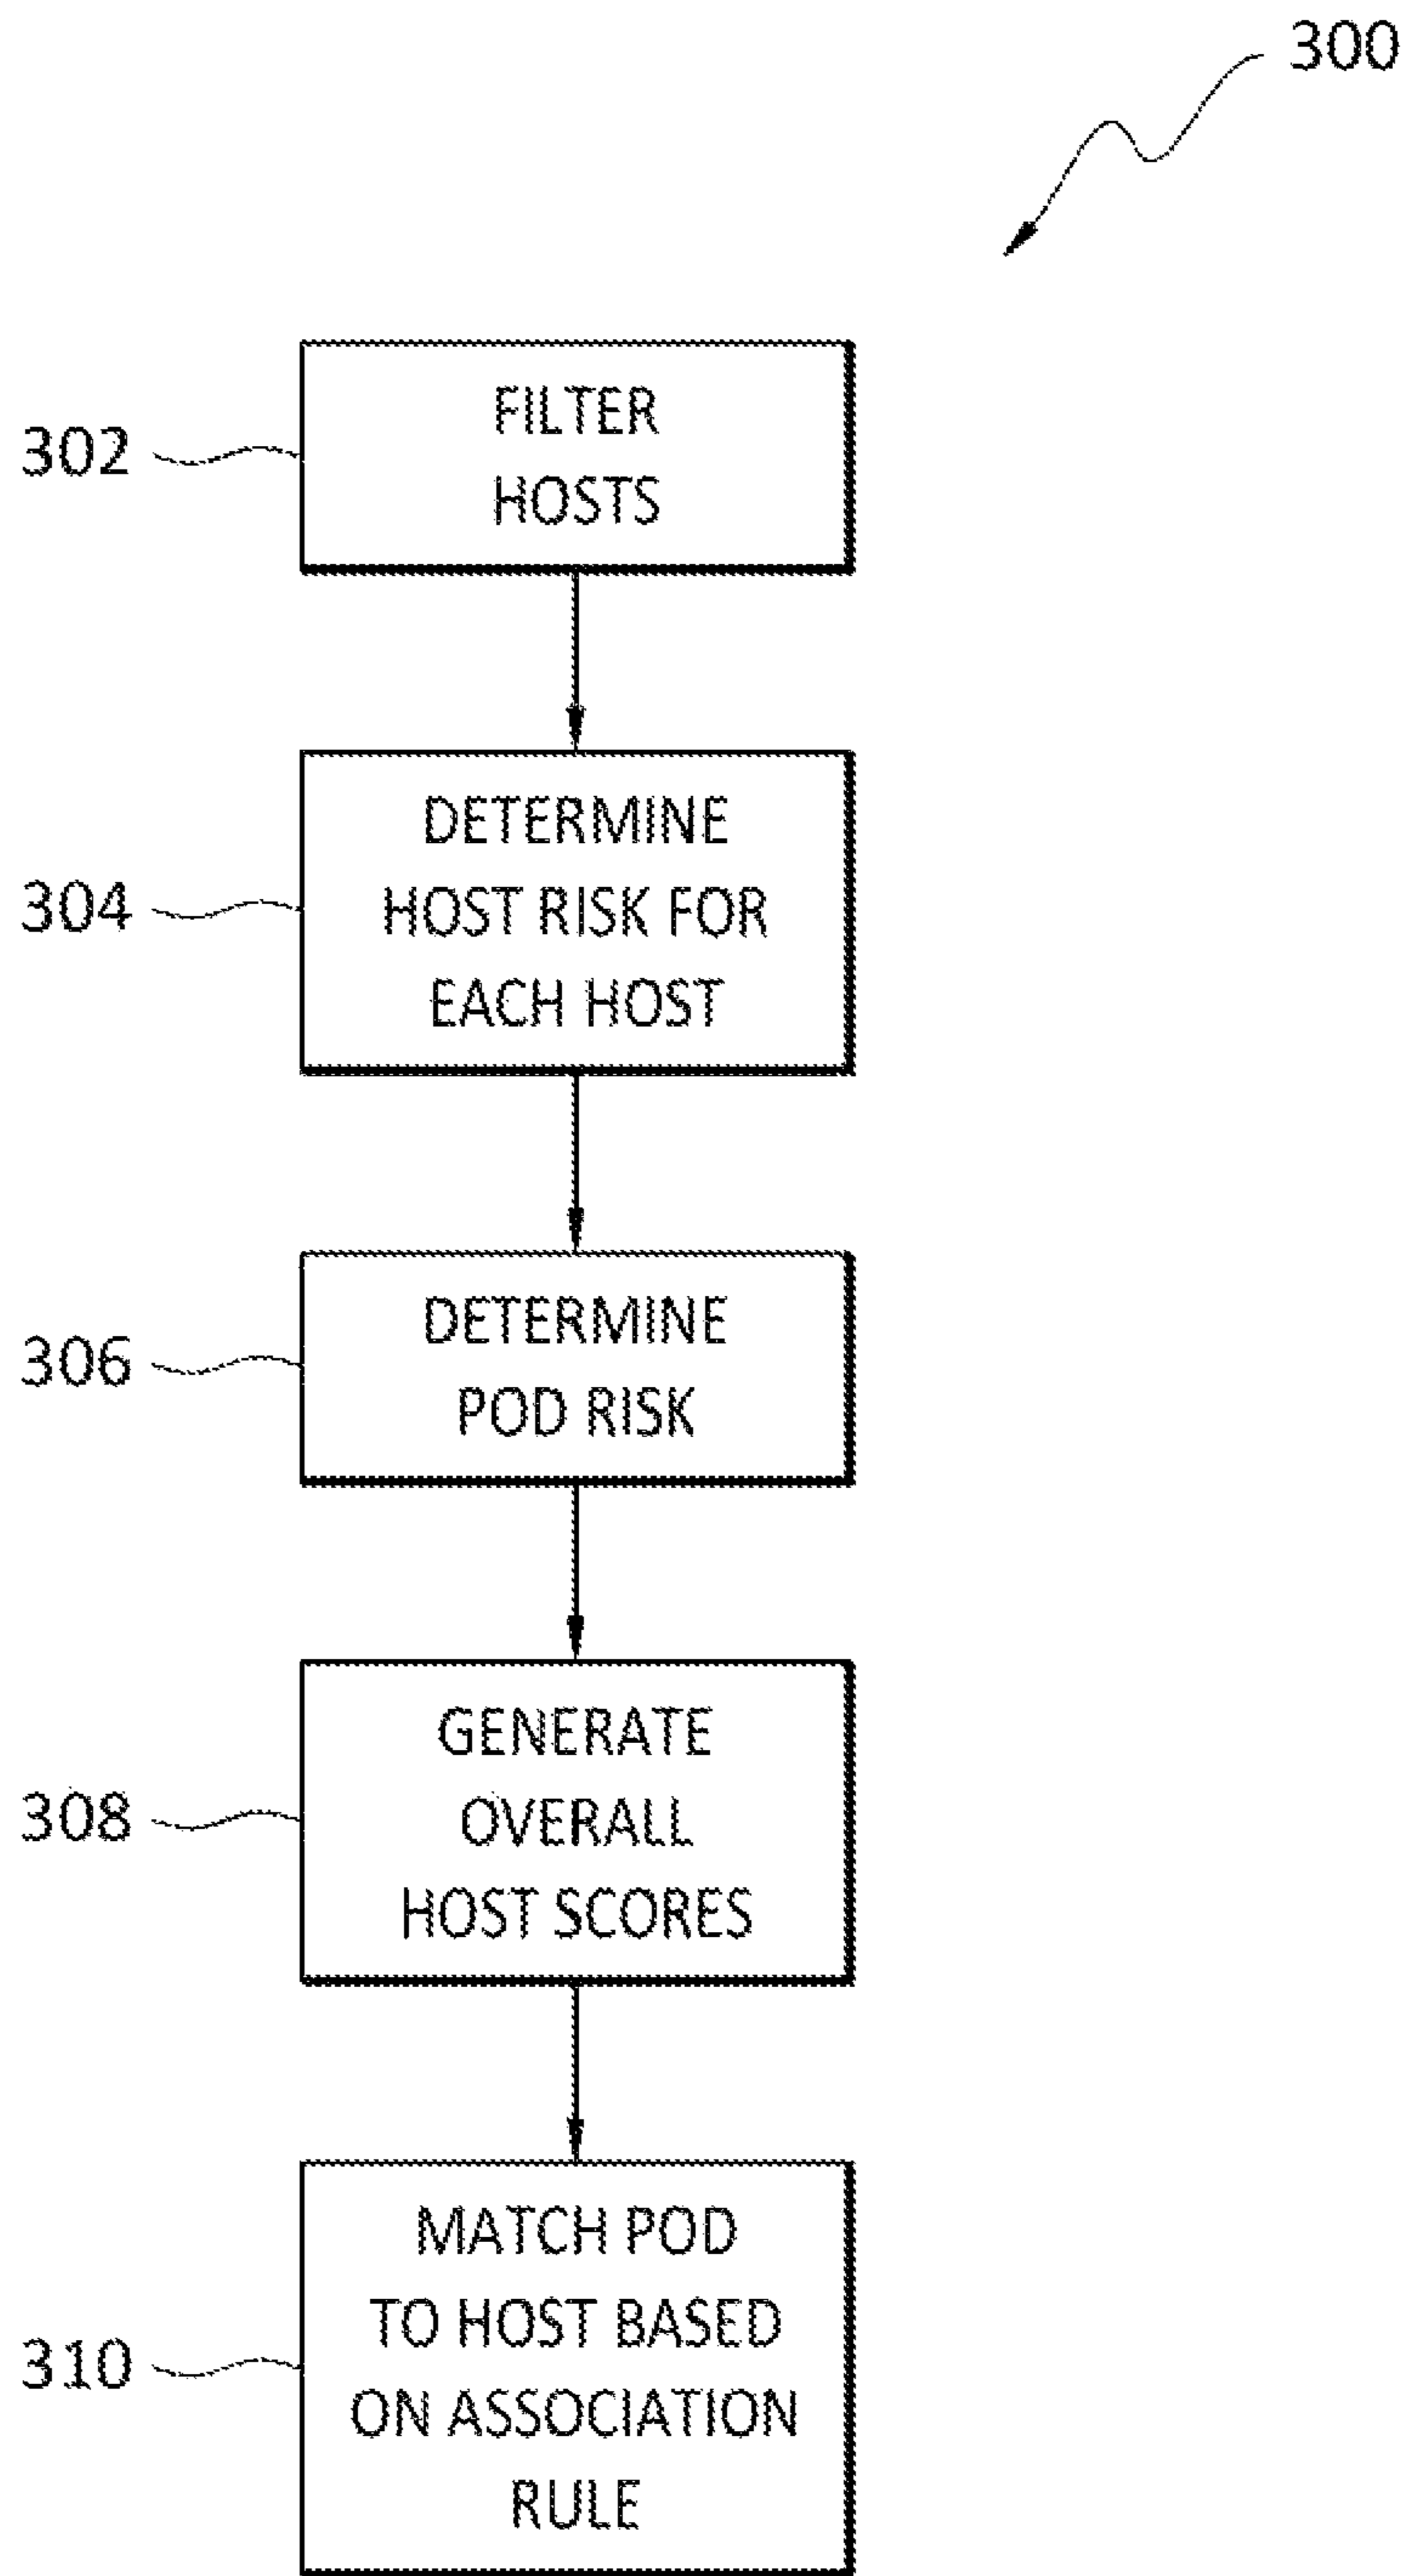 300
302
FILTER
HOSTS
304
DETERMINE
HOST RISK FOR
EACH HOST
306
DETERMINE
POD RISK
308
GENERATE
OVERALL
HOST SCORES
310
MATCH POD
TO HOST BASED
ON ASSOCIATION
RULE